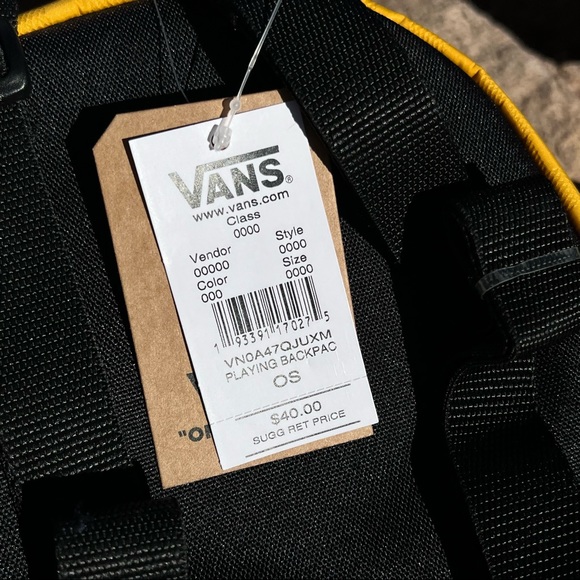 VANS®
www.vans.com
Class
0000
Vendor Style
00000 0000
Color Size
000 0000
1 93391 17027 5
VN0A47QJUXM
PLAYING BACKPAC
OS
$40.00
SUGG RET PRICE